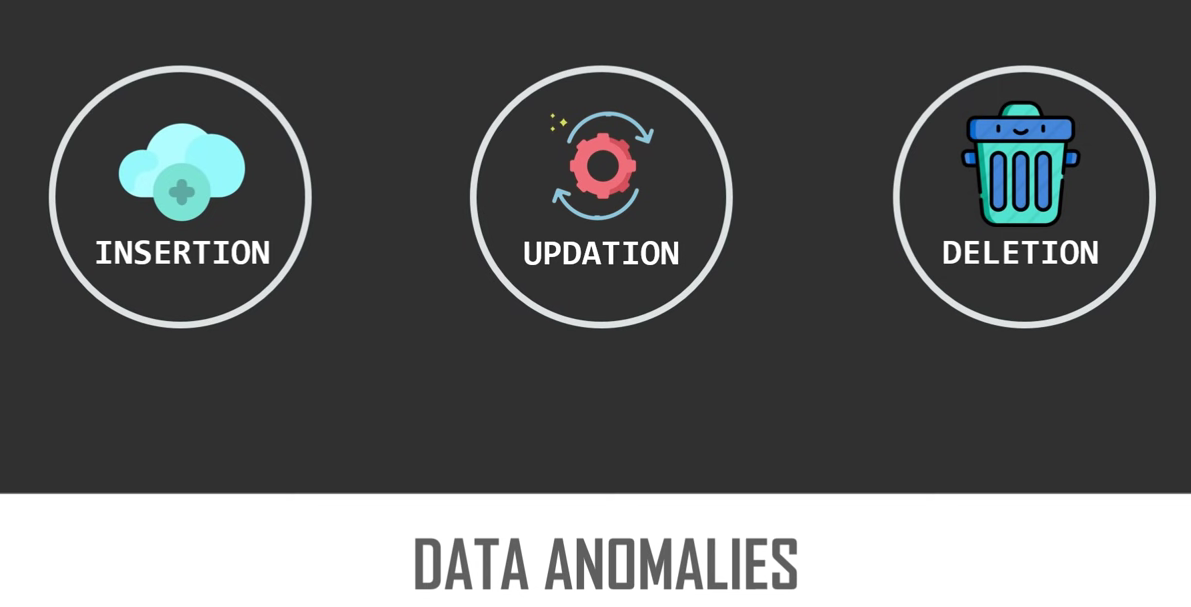 INSERTION
UPDATION
DELETION
DATA ANOMALIES